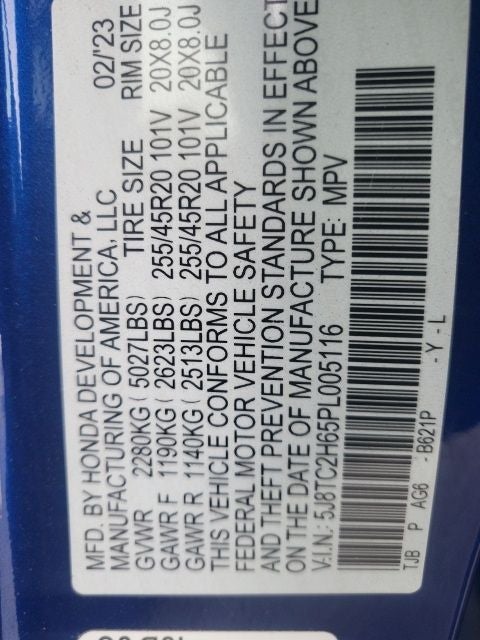 MFD. BY HONDA DEVELOPMENT & 02/'23
MANUFACTURING OF AMERICA, LLC
GVWR 2280KG ( 5027LBS) TIRE SIZE RIM SIZE
GAWR F 1190KG ( 2623LBS) 255/45R20 101V 20X8.0J
GAWR R 1140KG ( 2513LBS) 255/45R20 101V 20X8.0J
THIS VEHICLE CONFORMS TO ALL APPLICABLE
FEDERAL MOTOR VEHICLE SAFETY
AND THEFT PREVENTION STANDARDS IN EFFECT
ON THE DATE OF MANUFACTURE SHOWN ABOVE
V.I.N.: 5J8TC2H65PL005116 TYPE: MPV
TJB P AG6 - B621P - Y - L